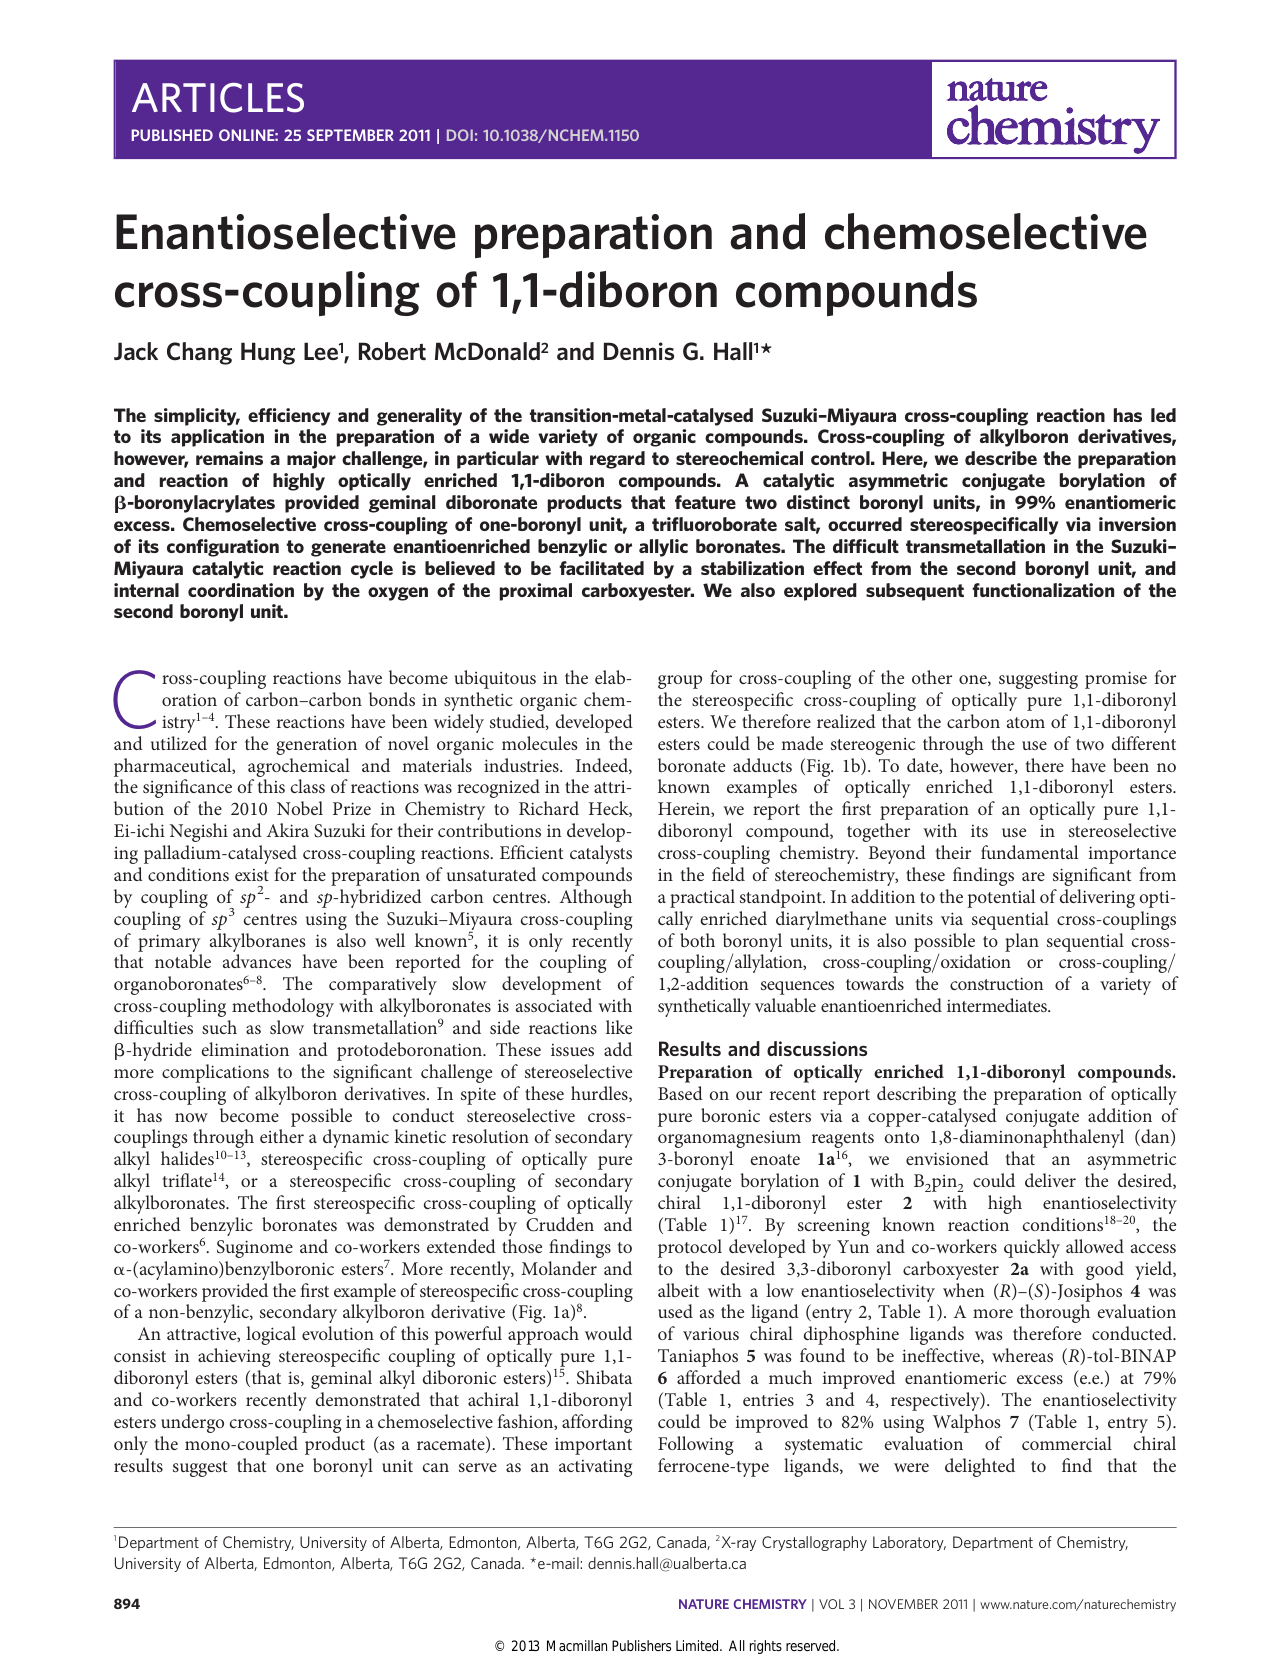 ARTICLES
PUBLISHED ONLINE: 25 SEPTEMBER 2011 | DOI: 10.1038/NCHEM.1150
nature
chemistry
Enantioselective preparation and chemoselective
cross-coupling of 1,1-diboron compounds
Jack Chang Hung Lee¹, Robert McDonald² and Dennis G. Hall¹*
The simplicity, efficiency and generality of the transition-metal-catalysed Suzuki–Miyaura cross-coupling reaction has led
to its application in the preparation of a wide variety of organic compounds. Cross-coupling of alkylboron derivatives,
however, remains a major challenge, in particular with regard to stereochemical control. Here, we describe the preparation
and reaction of highly optically enriched 1,1-diboron compounds. A catalytic asymmetric conjugate borylation of
β-boronylacrylates provided geminal diboronate products that feature two distinct boronyl units, in 99% enantiomeric
excess. Chemoselective cross-coupling of one-boronyl unit, a trifluoroborate salt, occurred stereospecifically via inversion
of its configuration to generate enantioenriched benzylic or allylic boronates. The difficult transmetallation in the Suzuki–
Miyaura catalytic reaction cycle is believed to be facilitated by a stabilization effect from the second boronyl unit, and
internal coordination by the oxygen of the proximal carboxyester. We also explored subsequent functionalization of the
second boronyl unit.
Cross-coupling reactions have become ubiquitous in the elab-
oration of carbon–carbon bonds in synthetic organic chem-
istry¹⁻⁴. These reactions have been widely studied, developed
and utilized for the generation of novel organic molecules in the
pharmaceutical, agrochemical and materials industries. Indeed,
the significance of this class of reactions was recognized in the attri-
bution of the 2010 Nobel Prize in Chemistry to Richard Heck,
Ei-ichi Negishi and Akira Suzuki for their contributions in develop-
ing palladium-catalysed cross-coupling reactions. Efficient catalysts
and conditions exist for the preparation of unsaturated compounds
by coupling of sp²- and sp-hybridized carbon centres. Although
coupling of sp³ centres using the Suzuki–Miyaura cross-coupling
of primary alkylboranes is also well known⁵, it is only recently
that notable advances have been reported for the coupling of
organoboronates⁶⁻⁸. The comparatively slow development of
cross-coupling methodology with alkylboronates is associated with
difficulties such as slow transmetallation⁹ and side reactions like
β-hydride elimination and protodeboronation. These issues add
more complications to the significant challenge of stereoselective
cross-coupling of alkylboron derivatives. In spite of these hurdles,
it has now become possible to conduct stereoselective cross-
couplings through either a dynamic kinetic resolution of secondary
alkyl halides¹⁰⁻¹³, stereospecific cross-coupling of optically pure
alkyl triflate¹⁴, or a stereospecific cross-coupling of secondary
alkylboronates. The first stereospecific cross-coupling of optically
enriched benzylic boronates was demonstrated by Crudden and
co-workers⁶. Suginome and co-workers extended those findings to
α-(acylamino)benzylboronic esters⁷. More recently, Molander and
co-workers provided the first example of stereospecific cross-coupling
of a non-benzylic, secondary alkylboron derivative (Fig. 1a)⁸.
An attractive, logical evolution of this powerful approach would
consist in achieving stereospecific coupling of optically pure 1,1-
diboronyl esters (that is, geminal alkyl diboronic esters)¹⁵. Shibata
and co-workers recently demonstrated that achiral 1,1-diboronyl
esters undergo cross-coupling in a chemoselective fashion, affording
only the mono-coupled product (as a racemate). These important
results suggest that one boronyl unit can serve as an activating
group for cross-coupling of the other one, suggesting promise for
the stereospecific cross-coupling of optically pure 1,1-diboronyl
esters. We therefore realized that the carbon atom of 1,1-diboronyl
esters could be made stereogenic through the use of two different
boronate adducts (Fig. 1b). To date, however, there have been no
known examples of optically enriched 1,1-diboronyl esters.
Herein, we report the first preparation of an optically pure 1,1-
diboronyl compound, together with its use in stereoselective
cross-coupling chemistry. Beyond their fundamental importance
in the field of stereochemistry, these findings are significant from
a practical standpoint. In addition to the potential of delivering opti-
cally enriched diarylmethane units via sequential cross-couplings
of both boronyl units, it is also possible to plan sequential cross-
coupling/allylation, cross-coupling/oxidation or cross-coupling/
1,2-addition sequences towards the construction of a variety of
synthetically valuable enantioenriched intermediates.
Results and discussions
Preparation of optically enriched 1,1-diboronyl compounds.
Based on our recent report describing the preparation of optically
pure boronic esters via a copper-catalysed conjugate addition of
organomagnesium reagents onto 1,8-diaminonaphthalenyl (dan)
3-boronyl enoate 1a¹⁶, we envisioned that an asymmetric
conjugate borylation of 1 with B₂pin₂ could deliver the desired,
chiral 1,1-diboronyl ester 2 with high enantioselectivity
(Table 1)¹⁷. By screening known reaction conditions¹⁸⁻²⁰, the
protocol developed by Yun and co-workers quickly allowed access
to the desired 3,3-diboronyl carboxyester 2a with good yield,
albeit with a low enantioselectivity when (R)–(S)-Josiphos 4 was
used as the ligand (entry 2, Table 1). A more thorough evaluation
of various chiral diphosphine ligands was therefore conducted.
Taniaphos 5 was found to be ineffective, whereas (R)-tol-BINAP
6 afforded a much improved enantiomeric excess (e.e.) at 79%
(Table 1, entries 3 and 4, respectively). The enantioselectivity
could be improved to 82% using Walphos 7 (Table 1, entry 5).
Following a systematic evaluation of commercial chiral
ferrocene-type ligands, we were delighted to find that the
¹Department of Chemistry, University of Alberta, Edmonton, Alberta, T6G 2G2, Canada, ²X-ray Crystallography Laboratory, Department of Chemistry,
University of Alberta, Edmonton, Alberta, T6G 2G2, Canada. *e-mail: dennis.hall@ualberta.ca
894
NATURE CHEMISTRY | VOL 3 | NOVEMBER 2011 | www.nature.com/naturechemistry
© 2013 Macmillan Publishers Limited. All rights reserved.